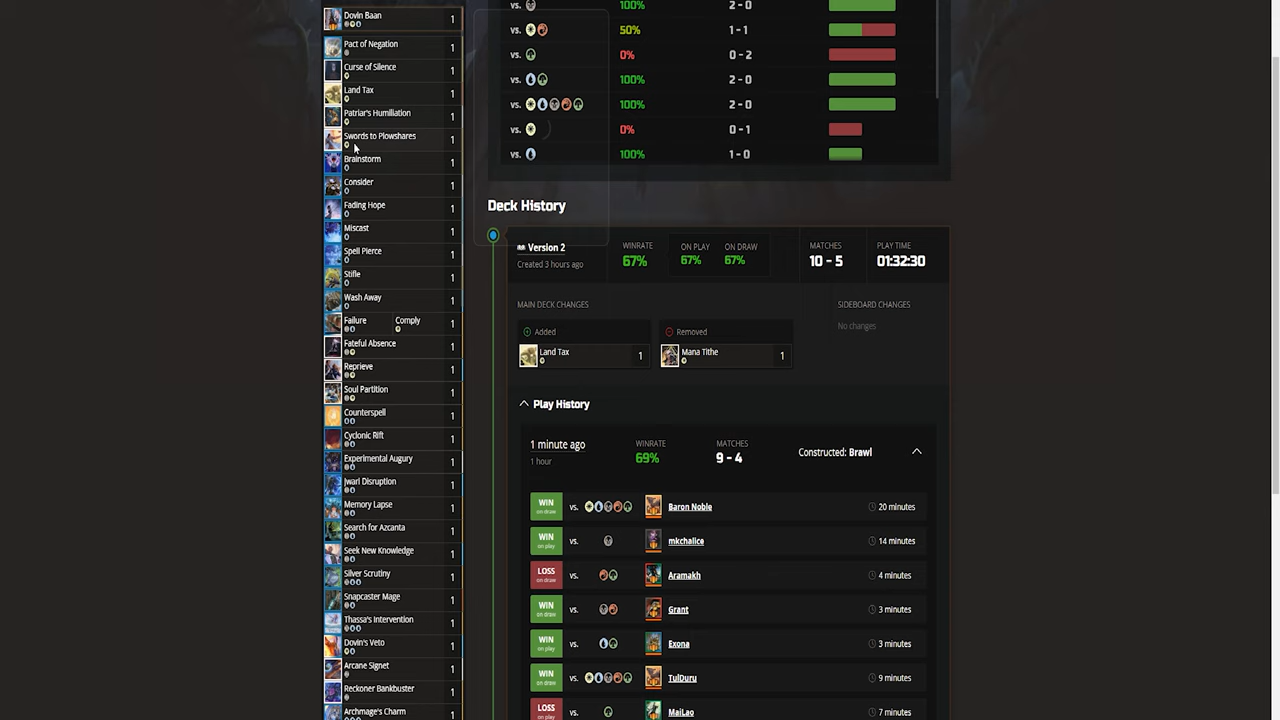 Dovin Baan 1
Pact of Negation 1
Curse of Silence 1
Land Tax 1
Patriar's Humiliation 1
Swords to Plowshares 1
Brainstorm 1
Consider 1
Fading Hope 1
Miscast 1
Spell Pierce 1
Stifle 1
Wash Away 1
Failure Comply 1
Fateful Absence 1
Reprieve 1
Soul Partition 1
Counterspell 1
Cyclonic Rift 1
Experimental Augury 1
Jwari Disruption 1
Memory Lapse 1
Search for Azcanta 1
Seek New Knowledge 1
Silver Scrutiny 1
Snapcaster Mage 1
Thassa's Intervention 1
Dovin's Veto 1
Arcane Signet 1
Reckoner Bankbuster 1
Archmage's Charm 1
vs. 100% 2 - 0
vs. 50% 1 - 1
vs. 0% 0 - 2
vs. 100% 2 - 0
vs. 100% 2 - 0
vs. 0% 0 - 1
vs. 100% 1 - 0
Deck History
Version 2
Created 3 hours ago
WINRATE
67%
ON PLAY
67%
ON DRAW
67%
MATCHES
10 - 5
PLAY TIME
01:32:30
MAIN DECK CHANGES
SIDEBOARD CHANGES
Added
Removed
No changes
Land Tax 1
Mana Tithe 1
Play History
1 minute ago
1 hour
WINRATE
69%
MATCHES
9 - 4
Constructed: Brawl
WIN
on draw
vs. Baron Noble 20 minutes
WIN
on play
vs. mkchalice 14 minutes
LOSS
on draw
vs. Aramakh 4 minutes
WIN
on draw
vs. Grant 3 minutes
WIN
on play
vs. Exona 3 minutes
WIN
on draw
vs. TulDuru 9 minutes
LOSS
on play
vs. MaiLao 7 minutes